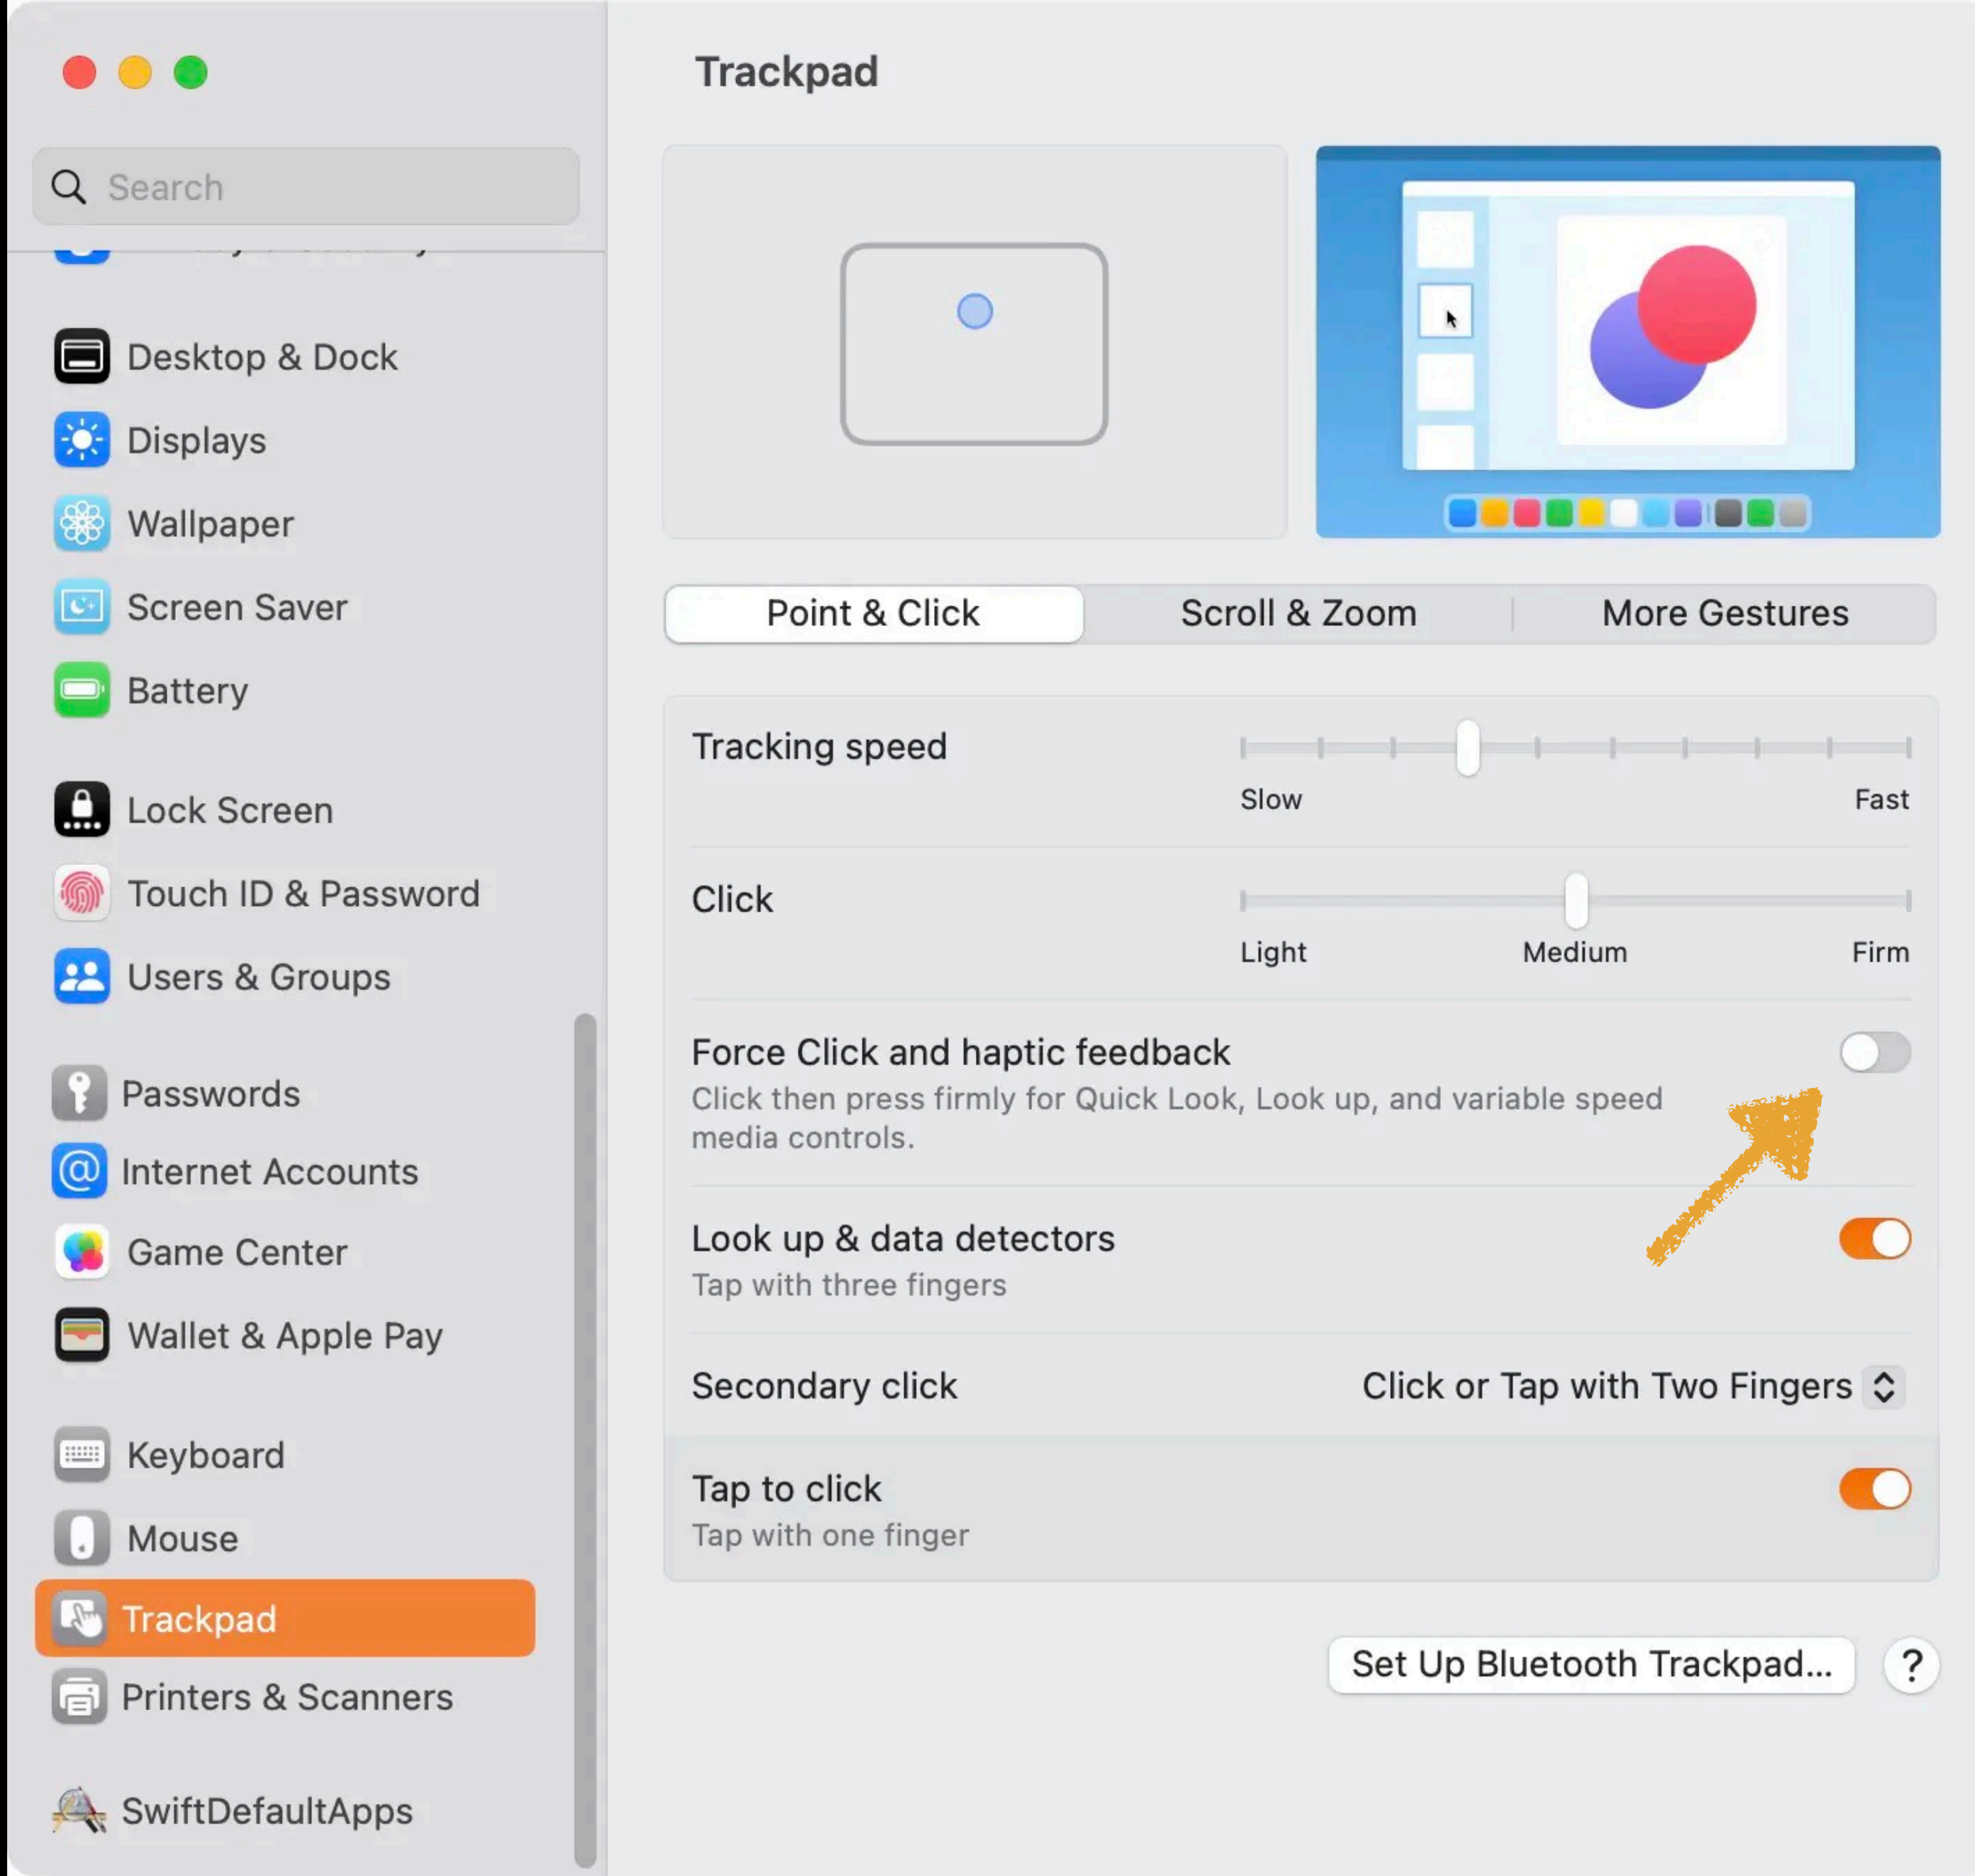 Trackpad
Search
Desktop & Dock
Displays
Wallpaper
Screen Saver
Battery
Lock Screen
Touch ID & Password
Users & Groups
Passwords
Internet Accounts
Game Center
Wallet & Apple Pay
Keyboard
Mouse
Trackpad
Printers & Scanners
SwiftDefaultApps
Point & Click
Scroll & Zoom
More Gestures
Tracking speed
Slow
Fast
Click
Light
Medium
Firm
Force Click and haptic feedback
Click then press firmly for Quick Look, Look up, and variable speed
media controls.
Look up & data detectors
Tap with three fingers
Secondary click
Click or Tap with Two Fingers
Tap to click
Tap with one finger
Set Up Bluetooth Trackpad...
?